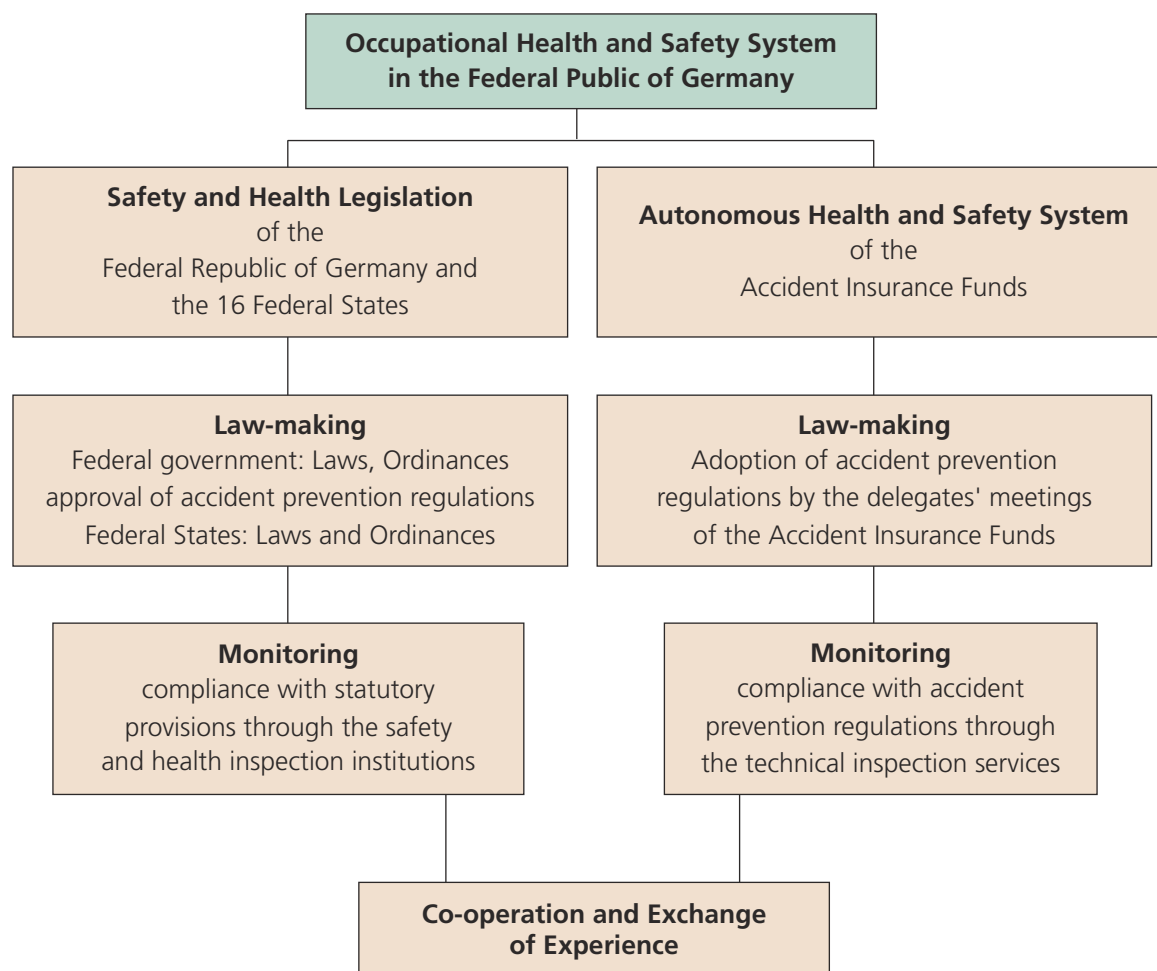 Occupational Health and Safety System
in the Federal Public of Germany
Safety and Health Legislation
of the
Federal Republic of Germany and
the 16 Federal States
Autonomous Health and Safety System
of the
Accident Insurance Funds
Law-making
Federal government: Laws, Ordinances
approval of accident prevention regulations
Federal States: Laws and Ordinances
Law-making
Adoption of accident prevention
regulations by the delegates' meetings
of the Accident Insurance Funds
Monitoring
compliance with statutory
provisions through the safety
and health inspection institutions
Monitoring
compliance with accident
prevention regulations through
the technical inspection services
Co-operation and Exchange
of Experience